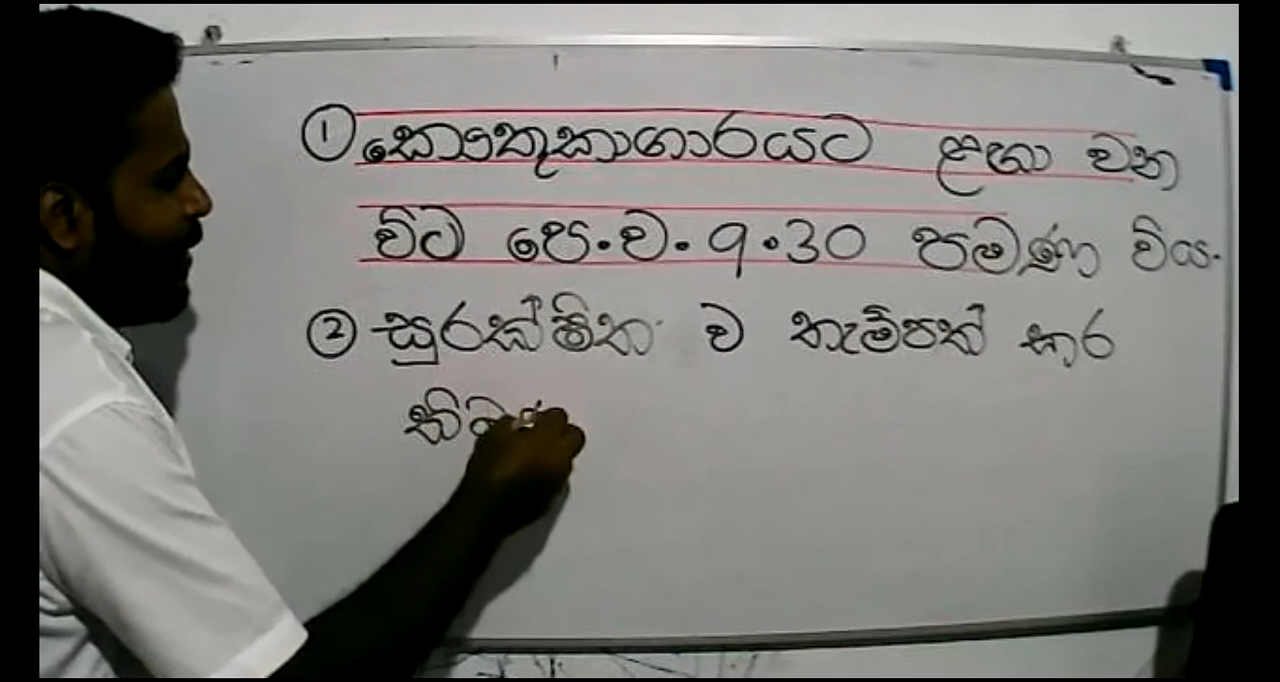 ① කෞතුකාගාරයට ළඟා වන
විට පෙ.ව. 9.30 පමණ විය.
② සුරක්ෂිත ව තැම්පත් කර